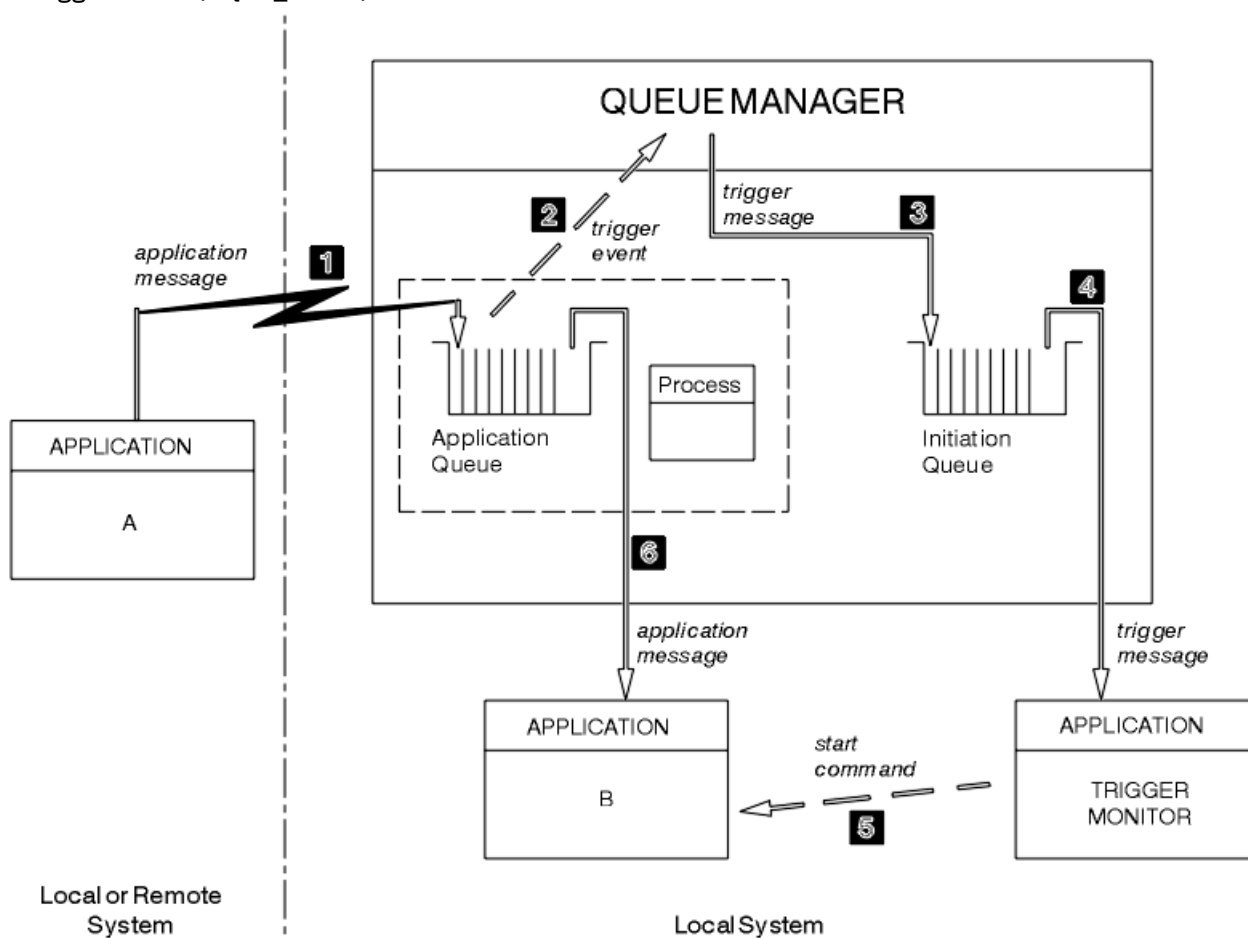 QUEUE MANAGER
trigger
message
3
2
trigger
event
application
message
1
4
Process
Application
Queue
Initiation
Queue
APPLICATION
A
6
application
message
trigger
message
APPLICATION
B
start
command
5
APPLICATION
TRIGGER
MONITOR
Local or Remote
System
Local System